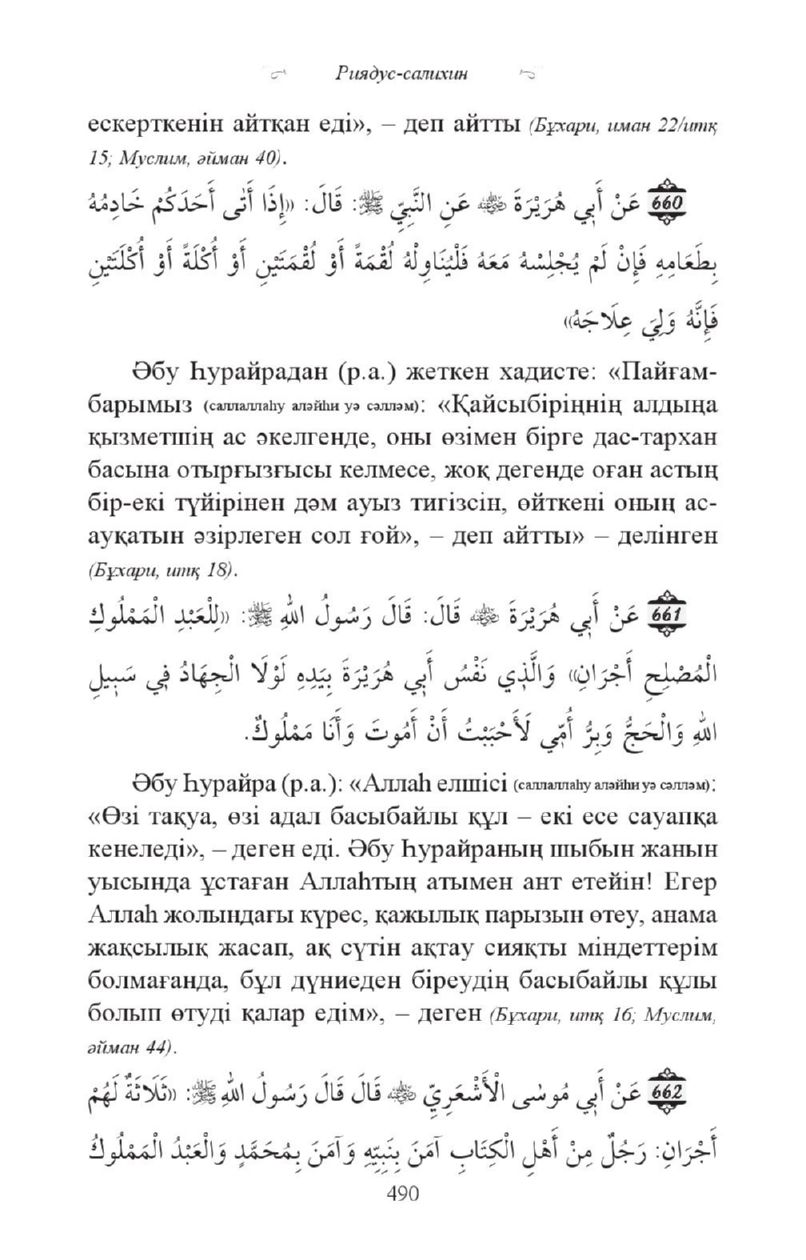 Риядус-салихин
ескерткенін айтқан еді», – деп айтты (Бұхари, иман 22/итқ
15; Муслим, әйман 40).
660 عَنْ أَبِي هُرَيْرَةَ ﷺ عَنِ النَّبِيِّ ﷺ: قَالَ: «إِذَا أَتَى أَحَدَكُمْ خَادِمُهُ
بِطَعَامِهِ فَإِنْ لَمْ يُجْلِسْهُ مَعَهُ فَلْيُنَاوِلْهُ لُقْمَةً أَوْ لُقْمَتَيْنِ أَوْ أُكْلَةً أَوْ أُكْلَتَيْنِ
فَإِنَّهُ وَلِيَ عِلَاجَهُ»
Әбу Һурайрадан (р.а.) жеткен хадисте: «Пайғам-
барымыз (саллаллаһу аләйһи уә сәлләм): «Қайсыбіріңнің алдыңа
қызметшің ас әкелгенде, оны өзімен бірге дас-тархан
басына отырғызғысы келмесе, жоқ дегенде оған астың
бір-екі түйірінен дәм ауыз тигізсін, өйткені оның ас-
ауқатын әзірлеген сол ғой», – деп айтты» – делінген
(Бұхари, итқ 18).
661 عَنْ أَبِي هُرَيْرَةَ ﷺ قَالَ: قَالَ رَسُولُ اللهِ ﷺ: «لِلْعَبْدِ الْمَمْلُوكِ
الْمُصْلِحِ أَجْرَانِ» وَالَّذِي نَفْسُ أَبِي هُرَيْرَةَ بِيَدِهِ لَوْلَا الْجِهَادُ فِي سَبِيلِ
اللهِ وَالْحَجُّ وَبِرُّ أُمِّي لَأَحْبَبْتُ أَنْ أَمُوتَ وَأَنَا مَمْلُوكٌ.
Әбу Һурайра (р.а.): «Аллаһ елшісі (саллаллаһу аләйһи уә сәлләм):
«Өзі тақуа, өзі адал басыбайлы құл – екі есе сауапқа
кенеледі», – деген еді. Әбу Һурайраның шыбын жанын
уысында ұстаған Аллаһтың атымен ант етейін! Егер
Аллаһ жолындағы күрес, қажылық парызын өтеу, анама
жақсылық жасап, ақ сүтін ақтау сияқты міндеттерім
болмағанда, бұл дүниеден біреудің басыбайлы құлы
болып өтуді қалар едім», – деген (Бұхари, итқ 16; Муслим,
әйман 44).
662 عَنْ أَبِي مُوسَى الْأَشْعَرِيِّ ﷺ قَالَ قَالَ رَسُولُ اللهِ ﷺ: «ثَلَاثَةٌ لَهُمْ
أَجْرَانِ: رَجُلٌ مِنْ أَهْلِ الْكِتَابِ آمَنَ بِنَبِيِّهِ وَآمَنَ بِمُحَمَّدٍ وَالْعَبْدُ الْمَمْلُوكُ
490